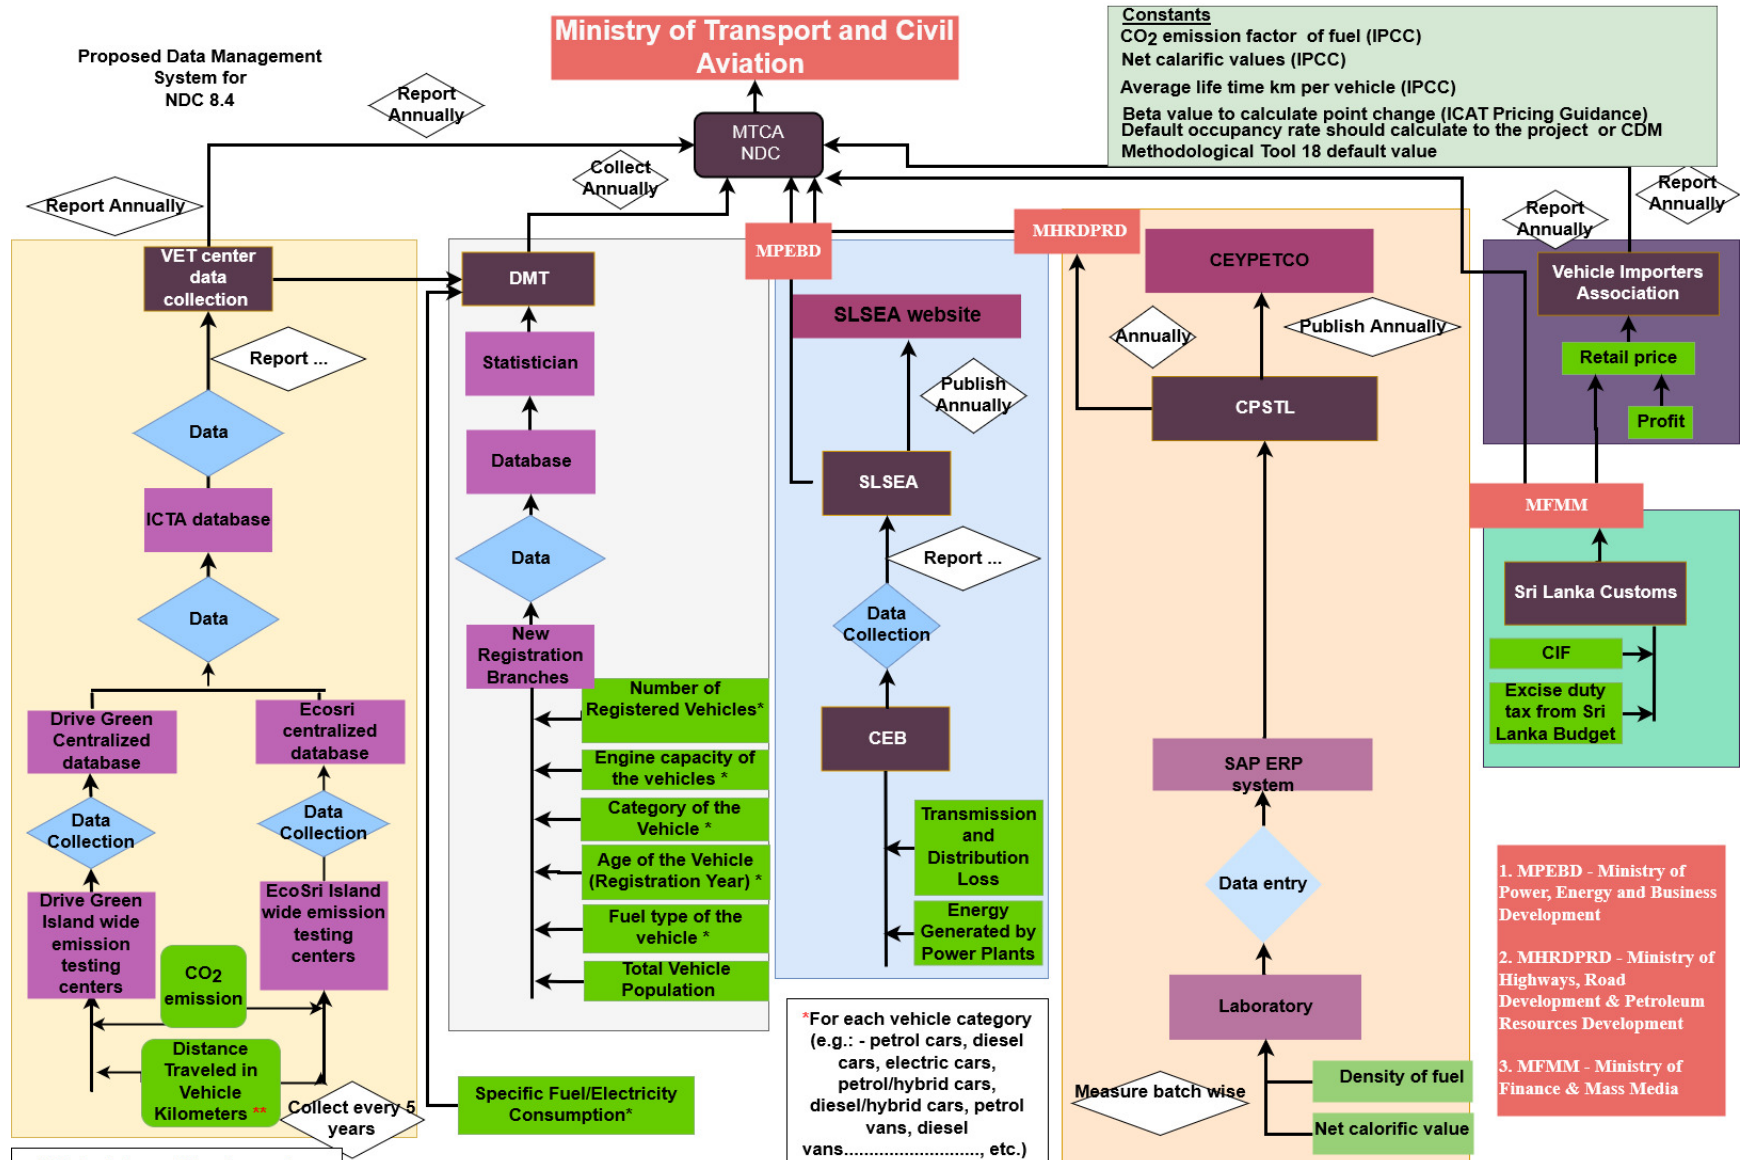 Proposed Data Management
System for
NDC 8.4
Ministry of Transport and Civil
Aviation
Constants
CO2 emission factor of fuel (IPCC)
Net calarific values (IPCC)
Average life time km per vehicle (IPCC)
Beta value to calculate point change (ICAT Pricing Guidance)
Default occupancy rate should calculate to the project or CDM
Methodological Tool 18 default value
MTCA
NDC
Report
Annually
Collect
Annually
Report Annually
Report
Annually
Report
Annually
VET center
data
collection
Report ...
Data
ICTA database
Data
Drive Green
Centralized
database
Ecosri
centralized
database
Data
Collection
Data
Collection
Drive Green
Island wide
emission
testing
centers
EcoSri Island
wide emission
testing
centers
CO2
emission
Distance
Traveled in
Vehicle
Kilometers **
Collect every 5
years
DMT
Statistician
Database
Data
New
Registration
Branches
Number of
Registered Vehicles*
Engine capacity of
the vehicles *
Category of the
Vehicle *
Age of the Vehicle
(Registration Year) *
Fuel type of the
vehicle *
Total Vehicle
Population
Specific Fuel/Electricity
Consumption*
MPEBD
SLSEA website
Publish
Annually
SLSEA
Report ...
Data
Collection
CEB
Transmission
and
Distribution
Loss
Energy
Generated by
Power Plants
*For each vehicle category
(e.g.: - petrol cars, diesel
cars, electric cars,
petrol/hybrid cars,
diesel/hybrid cars, petrol
vans, diesel
vans..........................., etc.)
MHRDPRD
CEYPETCO
Annually
Publish Annually
CPSTL
SAP ERP
system
Data entry
Laboratory
Measure batch wise
Density of fuel
Net calorific value
Vehicle Importers
Association
Retail price
Profit
MFMM
Sri Lanka Customs
CIF
Excise duty
tax from Sri
Lanka Budget
1. MPEBD - Ministry of
Power, Energy and Business
Development
2. MHRDPRD - Ministry of
Highways, Road
Development & Petroleum
Resources Development
3. MFMM - Ministry of
Finance & Mass Media